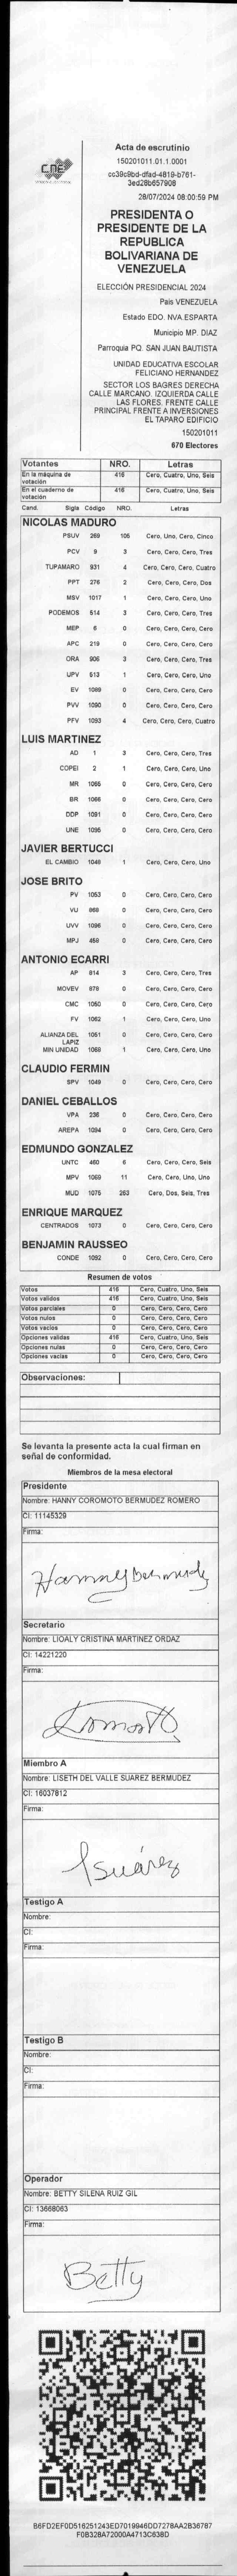 CNE
Acta de escrutinio
150201011.01.1.0001
cc39c9bd-dfad-4819-b761-
3ed28b657908
28/07/2024 08:00:59 PM
PRESIDENTA O
PRESIDENTE DE LA
REPUBLICA
BOLIVARIANA DE
VENEZUELA
ELECCIÓN PRESIDENCIAL 2024
Pais VENEZUELA
Estado EDO. NVA.ESPARTA
Municipio MP. DIAZ
Parroquia PQ. SAN JUAN BAUTISTA
UNIDAD EDUCATIVA ESCOLAR
FELICIANO HERNANDEZ
SECTOR LOS BAGRES DERECHA
CALLE MARCANO. IZQUIERDA CALLE
LAS FLORES. FRENTE CALLE
PRINCIPAL FRENTE A INVERSIONES
EL TAPARO EDIFICIO
150201011
670 Electores
Votantes NRO. Letras
En la máquina de votación 416 Cero, Cuatro, Uno, Seis
En el cuaderno de votación 416 Cero, Cuatro, Uno, Seis
Cand. Sigla Código NRO. Letras
NICOLAS MADURO
PSUV 269 105 Cero, Uno, Cero, Cinco
PCV 9 3 Cero, Cero, Cero, Tres
TUPAMARO 931 4 Cero, Cero, Cero, Cuatro
PPT 276 2 Cero, Cero, Cero, Dos
MSV 1017 1 Cero, Cero, Cero, Uno
PODEMOS 514 3 Cero, Cero, Cero, Tres
MEP 6 0 Cero, Cero, Cero, Cero
APC 219 0 Cero, Cero, Cero, Cero
ORA 906 3 Cero, Cero, Cero, Tres
UPV 513 1 Cero, Cero, Cero, Uno
EV 1089 0 Cero, Cero, Cero, Cero
PVV 1090 0 Cero, Cero, Cero, Cero
PFV 1093 4 Cero, Cero, Cero, Cuatro
LUIS MARTINEZ
AD 1 3 Cero, Cero, Cero, Tres
COPEI 2 1 Cero, Cero, Cero, Uno
MR 1065 0 Cero, Cero, Cero, Cero
BR 1066 0 Cero, Cero, Cero, Cero
DDP 1091 0 Cero, Cero, Cero, Cero
UNE 1095 0 Cero, Cero, Cero, Cero
JAVIER BERTUCCI
EL CAMBIO 1048 1 Cero, Cero, Cero, Uno
JOSE BRITO
PV 1053 0 Cero, Cero, Cero, Cero
VU 968 0 Cero, Cero, Cero, Cero
UVV 1096 0 Cero, Cero, Cero, Cero
MPJ 458 0 Cero, Cero, Cero, Cero
ANTONIO ECARRI
AP 814 3 Cero, Cero, Cero, Tres
MOVEV 878 0 Cero, Cero, Cero, Cero
CMC 1050 0 Cero, Cero, Cero, Cero
FV 1062 1 Cero, Cero, Cero, Uno
ALIANZA DEL LAPIZ 1051 0 Cero, Cero, Cero, Cero
MIN UNIDAD 1068 1 Cero, Cero, Cero, Uno
CLAUDIO FERMIN
SPV 1049 0 Cero, Cero, Cero, Cero
DANIEL CEBALLOS
VPA 236 0 Cero, Cero, Cero, Cero
AREPA 1094 0 Cero, Cero, Cero, Cero
EDMUNDO GONZALEZ
UNTC 460 6 Cero, Cero, Cero, Seis
MPV 1069 11 Cero, Cero, Uno, Uno
MUD 1075 263 Cero, Dos, Seis, Tres
ENRIQUE MARQUEZ
CENTRADOS 1073 0 Cero, Cero, Cero, Cero
BENJAMIN RAUSSEO
CONDE 1092 0 Cero, Cero, Cero, Cero
Resumen de votos
Votos 416 Cero, Cuatro, Uno, Seis
Votos validos 416 Cero, Cuatro, Uno, Seis
Votos parciales 0 Cero, Cero, Cero, Cero
Votos nulos 0 Cero, Cero, Cero, Cero
Votos vacios 0 Cero, Cero, Cero, Cero
Opciones validas 416 Cero, Cuatro, Uno, Seis
Opciones nulas 0 Cero, Cero, Cero, Cero
Opciones vacias 0 Cero, Cero, Cero, Cero
Observaciones:
Se levanta la presente acta la cual firman en
señal de conformidad.
Miembros de la mesa electoral
Presidente
Nombre: HANNY COROMOTO BERMUDEZ ROMERO
CI: 11145329
Firma:
Hanny Bermudez
Secretario
Nombre: LIOALY CRISTINA MARTINEZ ORDAZ
CI: 14221220
Firma:
Miembro A
Nombre: LISETH DEL VALLE SUAREZ BERMUDEZ
CI: 16037812
Firma:
LSuárez
Testigo A
Nombre:
CI:
Firma:
Testigo B
Nombre:
CI:
Firma:
Operador
Nombre: BETTY SILENA RUIZ GIL
CI: 13668063
Firma:
Betty
B6FD2EF0D516251243ED7019946DD7278AA2B36787
F0B328A72000A4713C638D